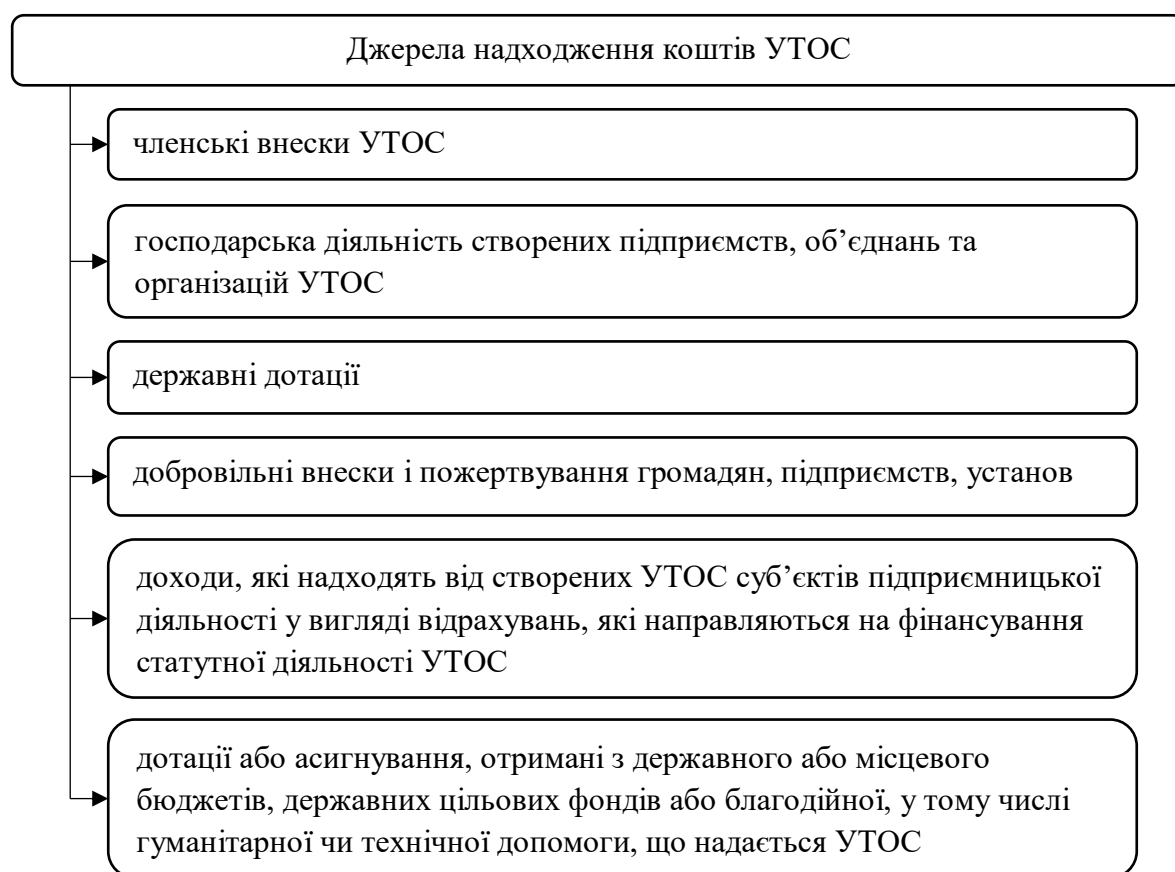 Джерела надходження коштів УТОС
членські внески УТОС
господарська діяльність створених підприємств, об’єднань та
організацій УТОС
державні дотації
добровільні внески і пожертвування громадян, підприємств, установ
доходи, які надходять від створених УТОС суб’єктів підприємницької
діяльності у вигляді відрахувань, які направляються на фінансування
статутної діяльності УТОС
дотації або асигнування, отримані з державного або місцевого
бюджетів, державних цільових фондів або благодійної, у тому числі
гуманітарної чи технічної допомоги, що надається УТОС